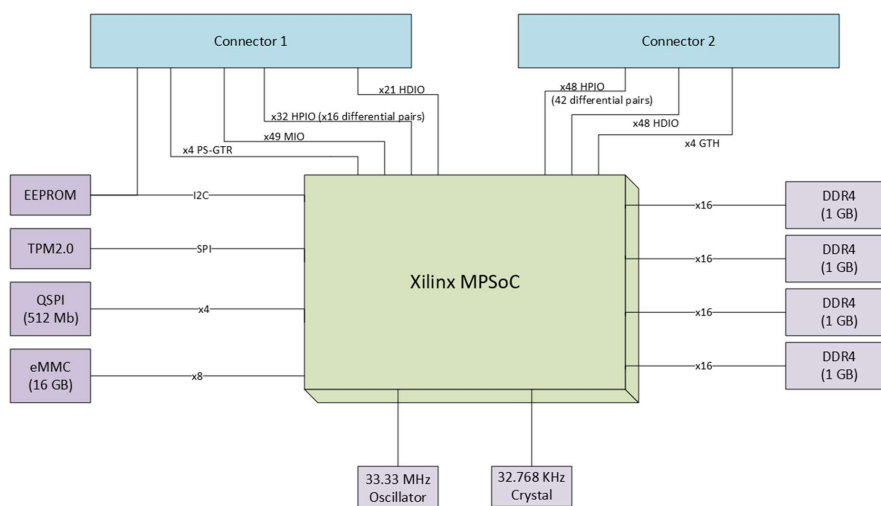 Connector 1
Connector 2
x21 HDIO
x48 HPIO
(42 differential pairs)
x32 HPIO (x16 differential pairs)
x48 HDIO
x49 MIO
x4 GTH
x4 PS-GTR
EEPROM
I2C
TPM2.0
SPI
QSPI
(512 Mb)
x4
eMMC
(16 GB)
x8
Xilinx MPSoC
x16
DDR4
(1 GB)
x16
DDR4
(1 GB)
x16
DDR4
(1 GB)
x16
DDR4
(1 GB)
33.33 MHz
Oscillator
32.768 KHz
Crystal